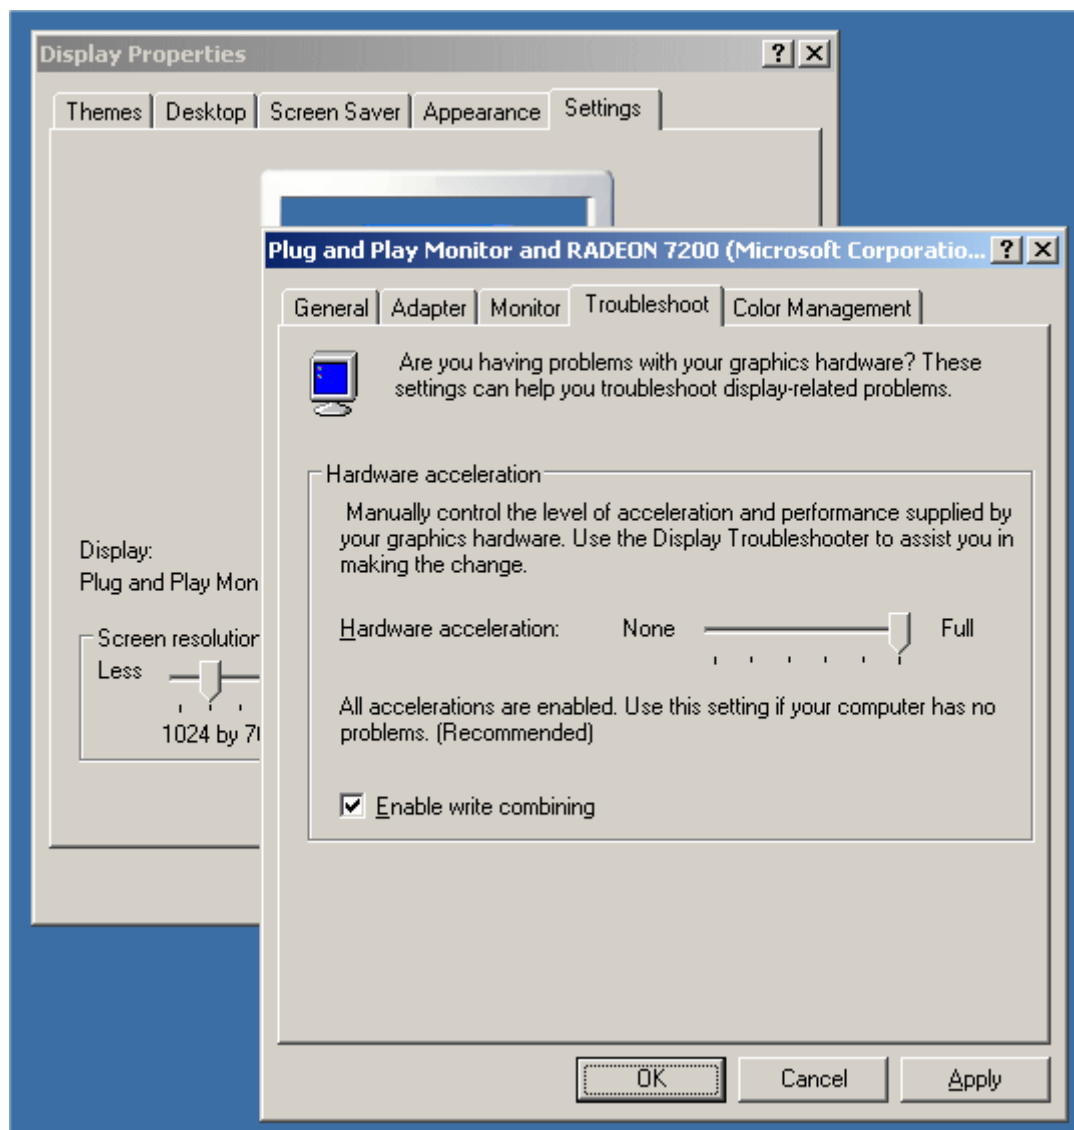 Display Properties
Themes Desktop Screen Saver Appearance Settings
Plug and Play Monitor and RADEON 7200 (Microsoft Corporatio...
General Adapter Monitor Troubleshoot Color Management
Are you having problems with your graphics hardware? These
settings can help you troubleshoot display-related problems.
Hardware acceleration
Manually control the level of acceleration and performance supplied by
your graphics hardware. Use the Display Troubleshooter to assist you in
making the change.
Hardware acceleration: None Full
All accelerations are enabled. Use this setting if your computer has no
problems. (Recommended)
Enable write combining
OK Cancel Apply
Display:
Plug and Play Mon
Screen resolution
Less
1024 by 76